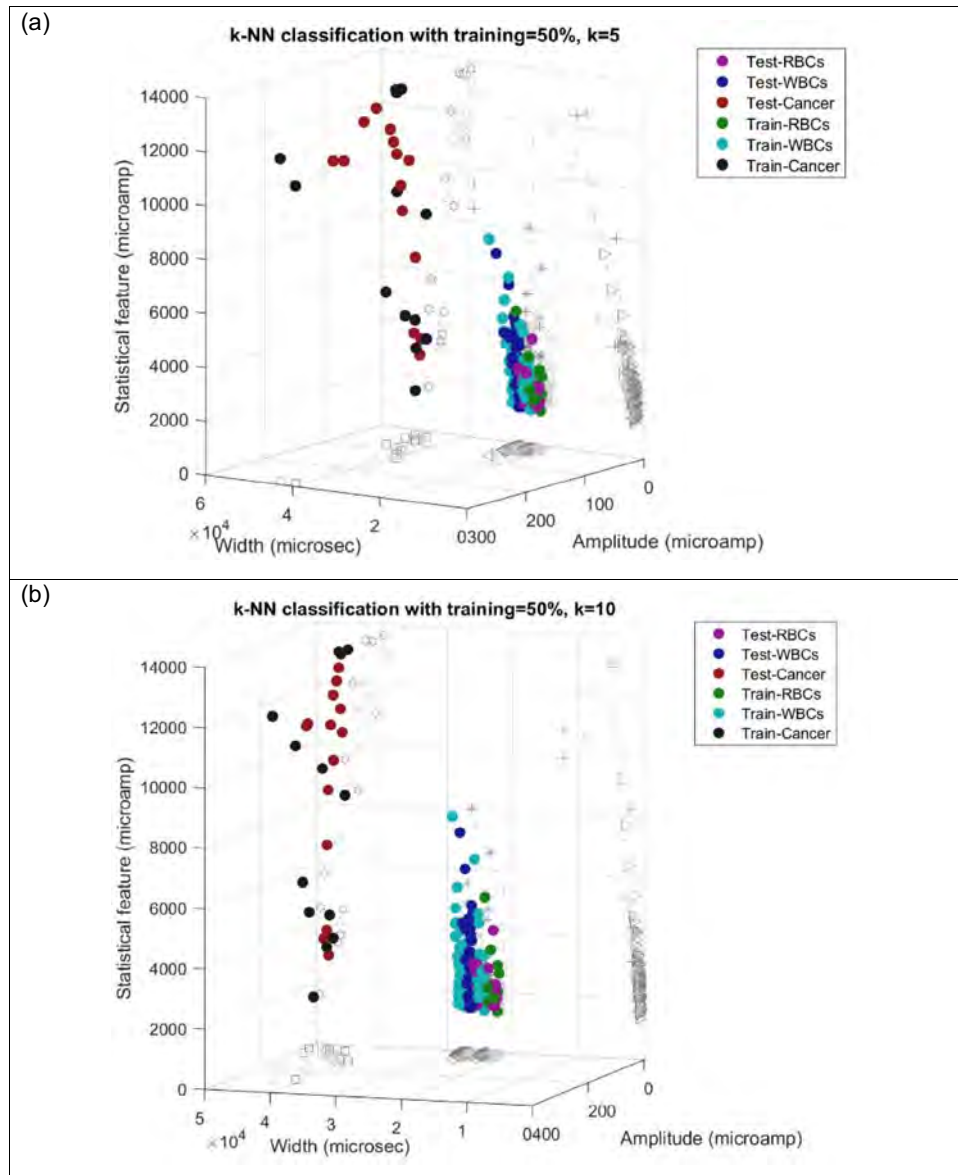 (a)
k-NN classification with training=50%, k=5
Test-RBCs
Test-WBCs
Test-Cancer
Train-RBCs
Train-WBCs
Train-Cancer
Statistical feature (microamp)
14000
12000
10000
8000
6000
4000
2000
0
6
4
2
0
×10⁴
Width (microsec)
300
200
100
0
Amplitude (microamp)
(b)
k-NN classification with training=50%, k=10
Test-RBCs
Test-WBCs
Test-Cancer
Train-RBCs
Train-WBCs
Train-Cancer
Statistical feature (microamp)
14000
12000
10000
8000
6000
4000
2000
0
5
4
3
2
1
0
×10⁴
Width (microsec)
400
200
0
Amplitude (microamp)